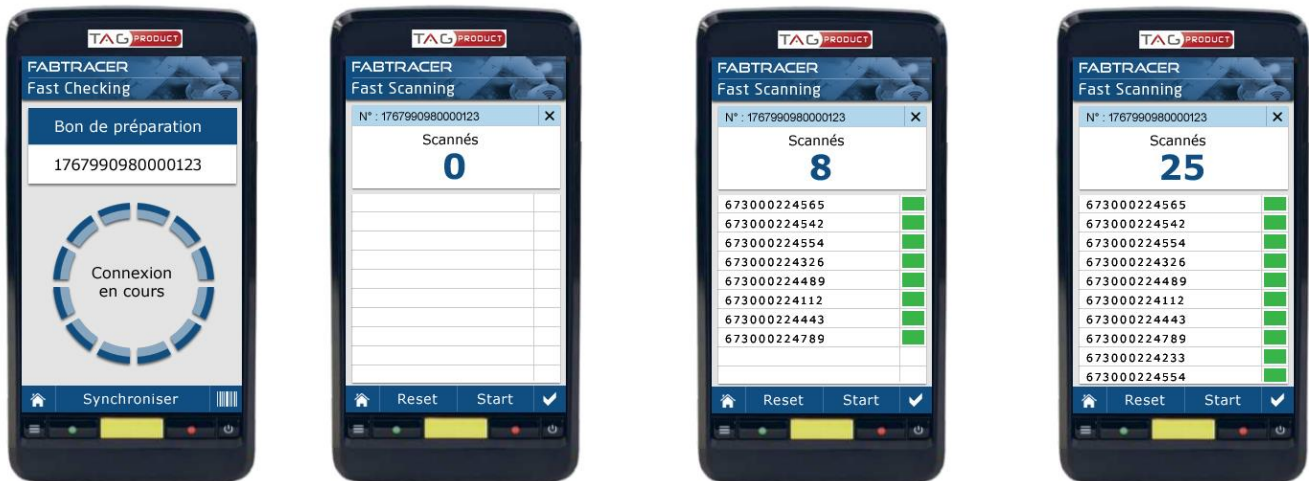 TAG PRODUCT
FABTRACER
Fast Checking
Bon de préparation
1767990980000123
Connexion
en cours
Synchroniser
TAG PRODUCT
FABTRACER
Fast Scanning
N° : 1767990980000123
Scannés
0
Reset Start
TAG PRODUCT
FABTRACER
Fast Scanning
N° : 1767990980000123
Scannés
8
673000224565
673000224542
673000224554
673000224326
673000224489
673000224112
673000224443
673000224789
Reset Start
TAG PRODUCT
FABTRACER
Fast Scanning
N° : 1767990980000123
Scannés
25
673000224565
673000224542
673000224554
673000224326
673000224489
673000224112
673000224443
673000224789
673000224233
673000224554
Reset Start